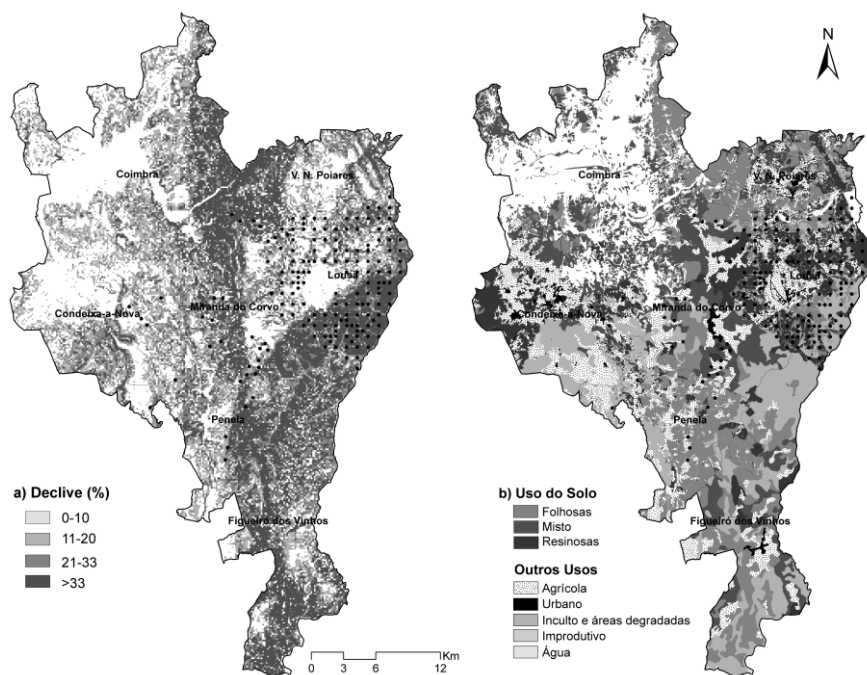 N
Coimbra
V. N. Poiares
Lousã
Miranda do Corvo
Condeixa-a-Nova
Penela
Figueiró dos Vinhos
a) Declive (%)
0-10
11-20
21-33
>33
Km
0 3 6 12
Coimbra
V. N. Poiares
Lousã
Miranda do Corvo
Condeixa-a-Nova
Penela
Figueiró dos Vinhos
b) Uso do Solo
Folhosas
Misto
Resinosas
Outros Usos
Agrícola
Urbano
Inculto e áreas degradadas
Improdutivo
Água